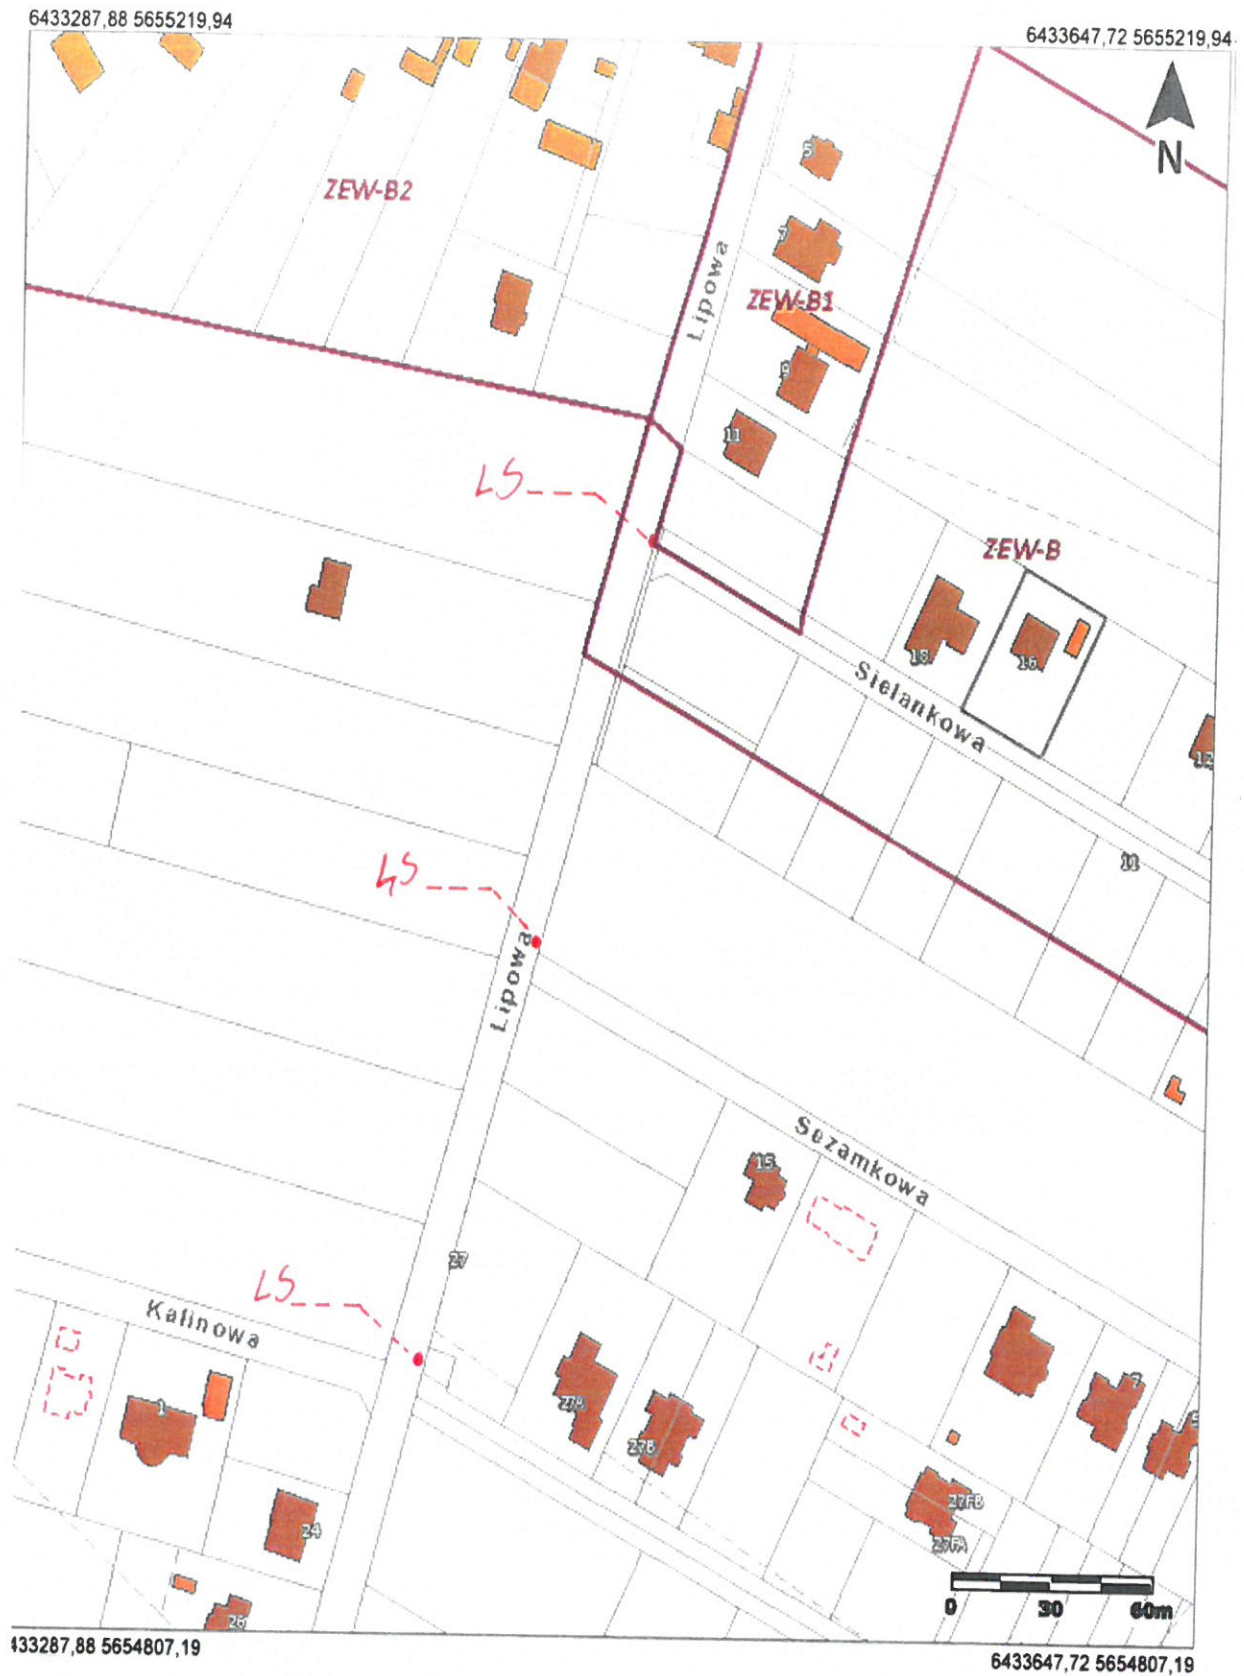 6433287,88 5655219,94
6433647,72 5655219,94
N
ZEW-B2
5
7
Lipowa
ZEW-B1
9
11
LS
ZEW-B
18
16
Sielankowa
12
11
LS
Lipowa
Sezamkowa
15
27
LS
Kalinowa
1
27A
27B
7
5
27FB
27FA
24
26
0 30 60m
433287,88 5654807,19
6433647,72 5654807,19